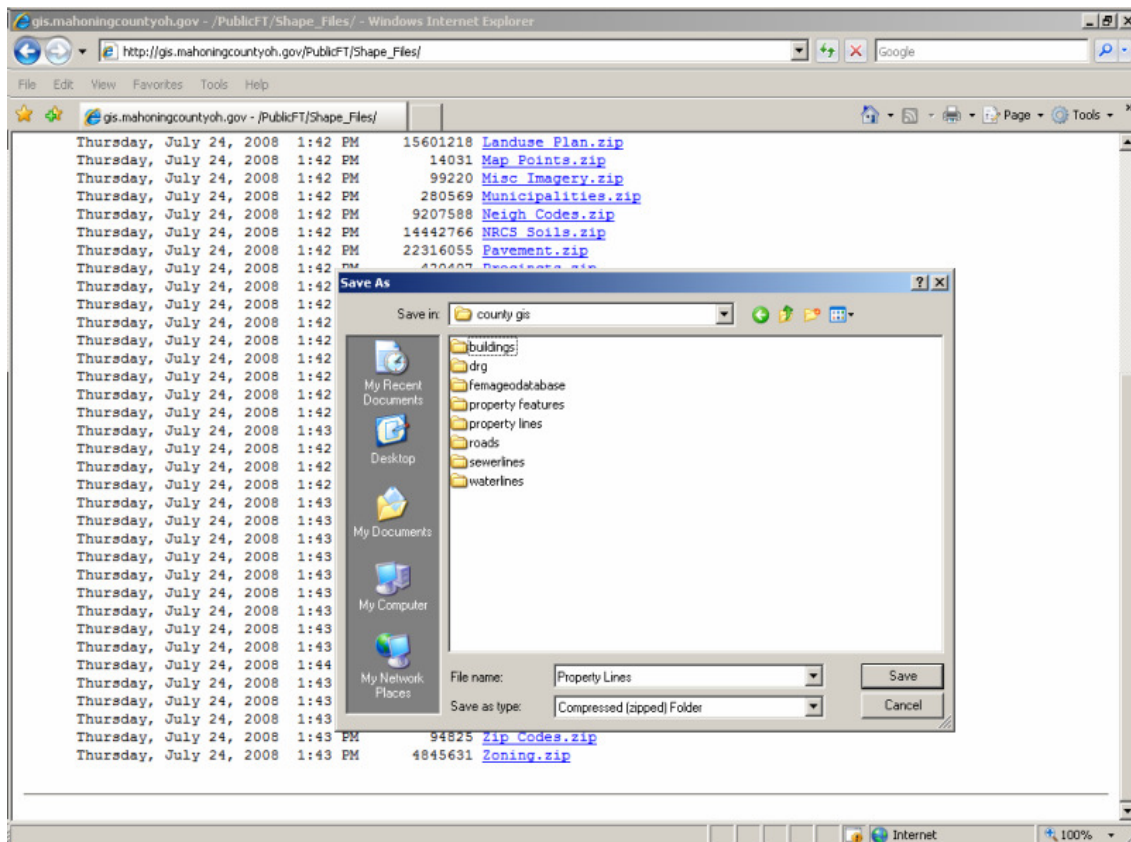 gis.mahoningcountyoh.gov - /PublicFT/Shape_Files/ - Windows Internet Explorer
http://gis.mahoningcountyoh.gov/PublicFT/Shape_Files/
Google
File Edit View Favorites Tools Help
gis.mahoningcountyoh.gov - /PublicFT/Shape_Files/
Page Tools
Thursday, July 24, 2008 1:42 PM 15601218 Landuse Plan.zip
Thursday, July 24, 2008 1:42 PM 14031 Map Points.zip
Thursday, July 24, 2008 1:42 PM 99220 Misc Imagery.zip
Thursday, July 24, 2008 1:42 PM 280569 Municipalities.zip
Thursday, July 24, 2008 1:42 PM 9207588 Neigh Codes.zip
Thursday, July 24, 2008 1:42 PM 14442766 NRCS Soils.zip
Thursday, July 24, 2008 1:42 PM 22316055 Pavement.zip
Thursday, July 24, 2008 1:42
Thursday, July 24, 2008 1:42
Thursday, July 24, 2008 1:42
Thursday, July 24, 2008 1:42
Thursday, July 24, 2008 1:42
Thursday, July 24, 2008 1:42
Thursday, July 24, 2008 1:42
Thursday, July 24, 2008 1:42
Thursday, July 24, 2008 1:42
Thursday, July 24, 2008 1:43
Thursday, July 24, 2008 1:42
Thursday, July 24, 2008 1:42
Thursday, July 24, 2008 1:42
Thursday, July 24, 2008 1:43
Thursday, July 24, 2008 1:43
Thursday, July 24, 2008 1:43
Thursday, July 24, 2008 1:43
Thursday, July 24, 2008 1:43
Thursday, July 24, 2008 1:43
Thursday, July 24, 2008 1:43
Thursday, July 24, 2008 1:43
Thursday, July 24, 2008 1:43
Thursday, July 24, 2008 1:44
Thursday, July 24, 2008 1:43
Thursday, July 24, 2008 1:43
Thursday, July 24, 2008 1:43
Thursday, July 24, 2008 1:43 PM 94825 Zip Codes.zip
Thursday, July 24, 2008 1:43 PM 4845631 Zoning.zip
Save As
Save in: county gis
My Recent Documents
Desktop
My Documents
My Computer
My Network Places
buildings
drg
femageodatabase
property features
property lines
roads
sewerlines
waterlines
File name: Property Lines
Save
Save as type: Compressed (zipped) Folder
Cancel
Internet
100%